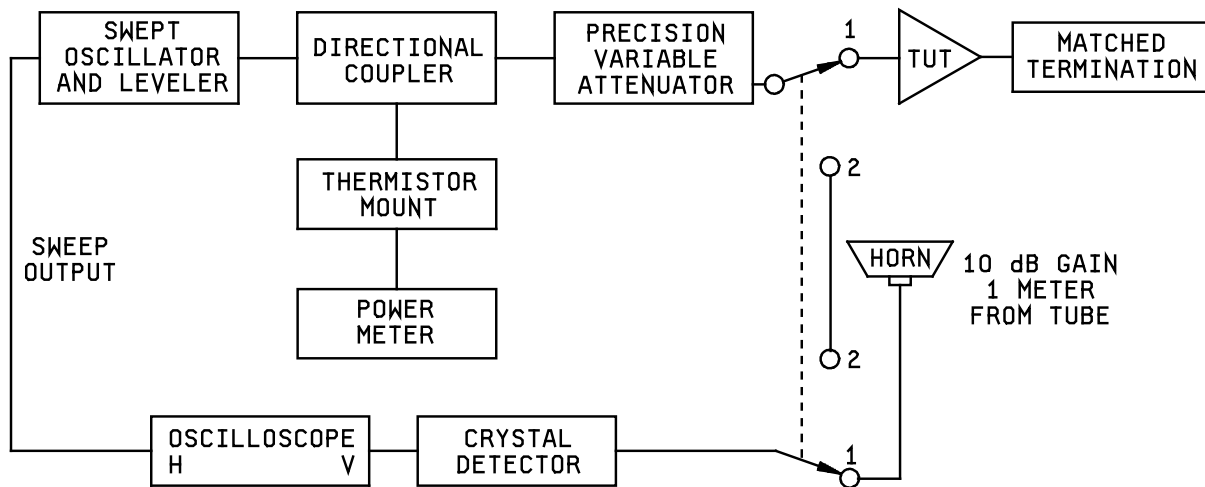 SWEPT
OSCILLATOR
AND LEVELER
DIRECTIONAL
COUPLER
PRECISION
VARIABLE
ATTENUATOR
1
TUT
MATCHED
TERMINATION
THERMISTOR
MOUNT
2
SWEEP
OUTPUT
HORN
10 dB GAIN
1 METER
FROM TUBE
POWER
METER
2
OSCILLOSCOPE
H V
CRYSTAL
DETECTOR
1